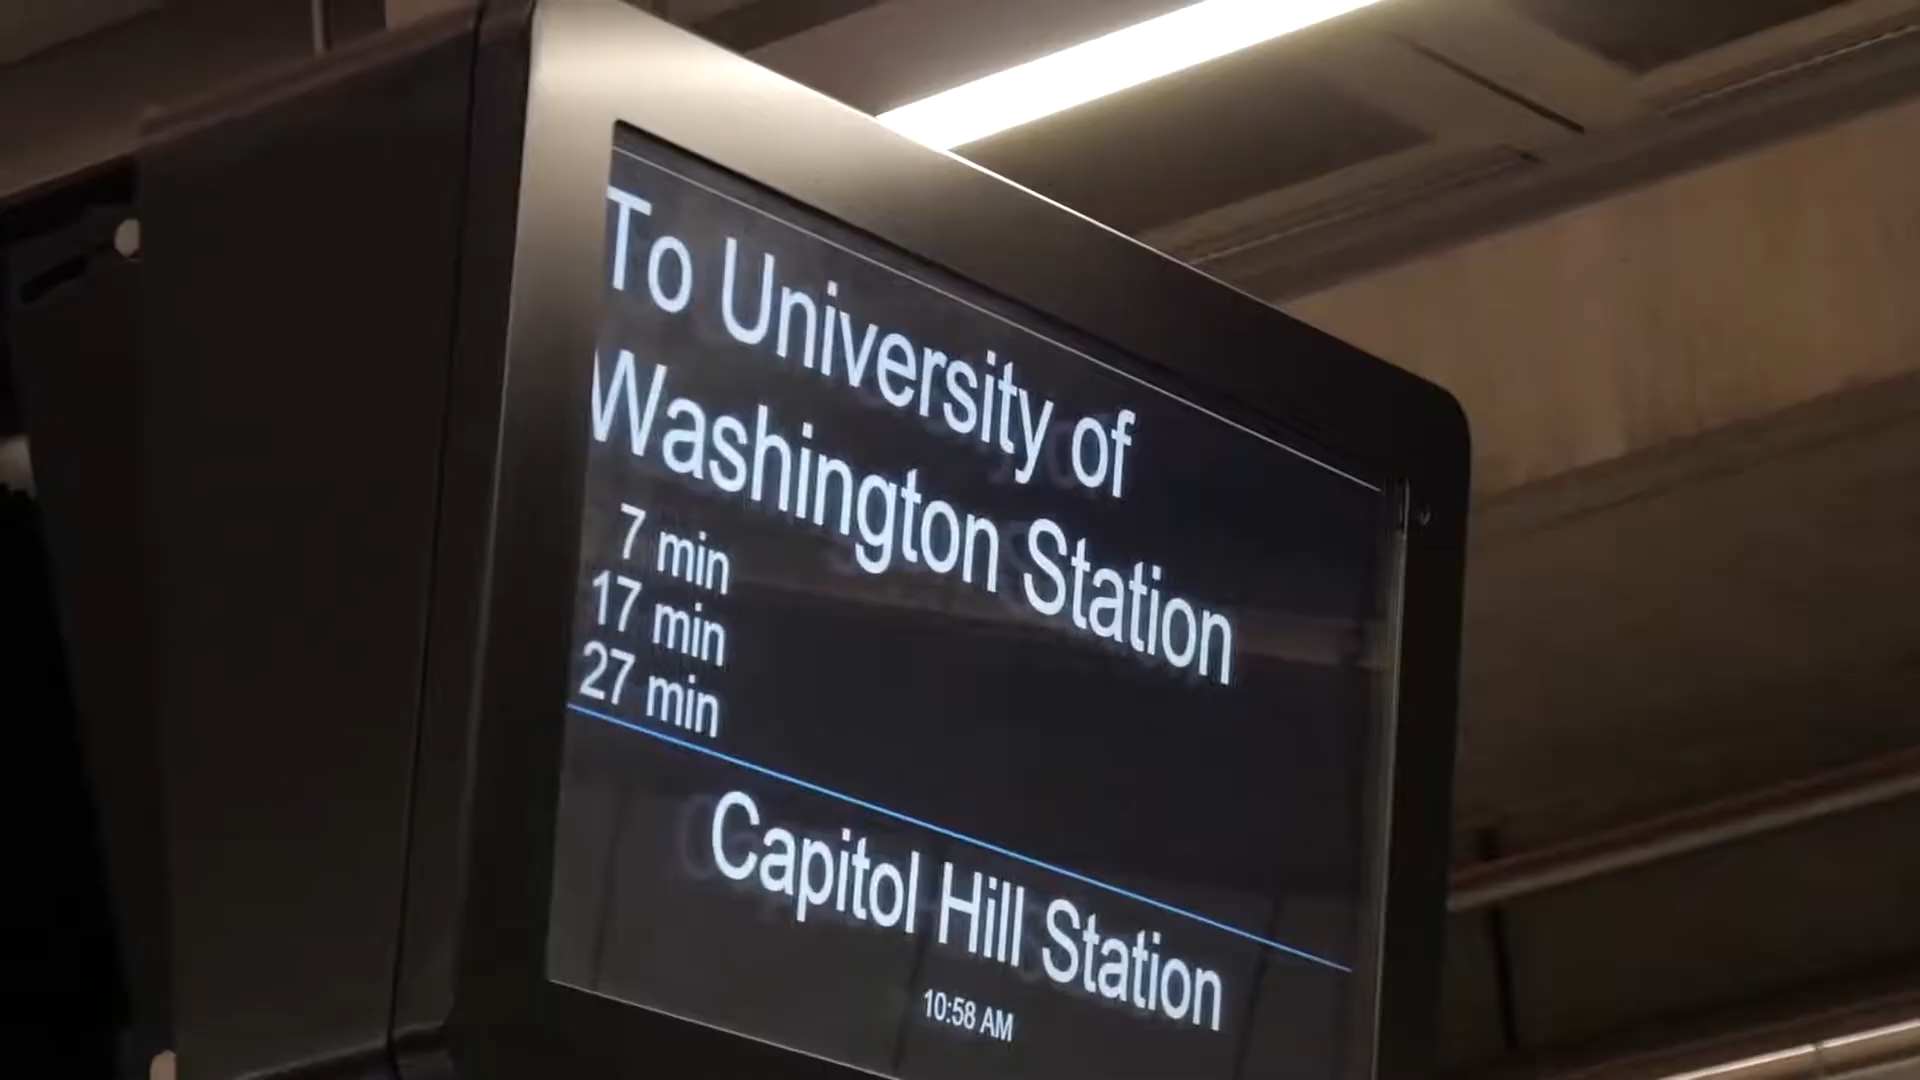 To University of
Washington Station
7 min
17 min
27 min
Capitol Hill Station
10:58 AM